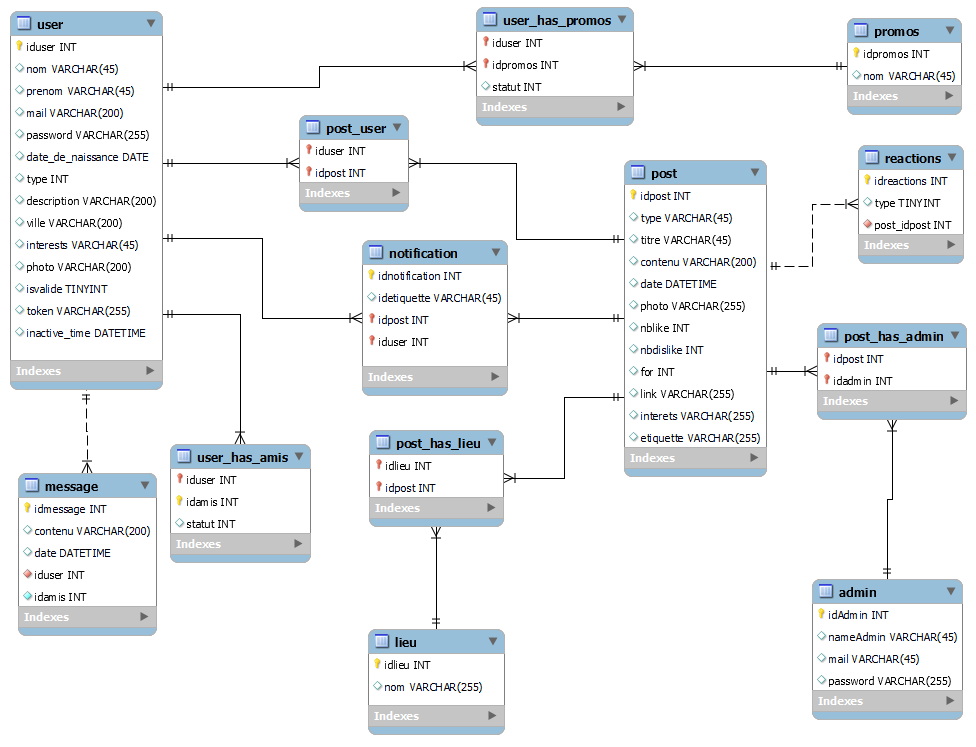 user
iduser INT
nom VARCHAR(45)
prenom VARCHAR(45)
mail VARCHAR(200)
password VARCHAR(255)
date_de_naissance DATE
type INT
description VARCHAR(200)
ville VARCHAR(200)
interests VARCHAR(45)
photo VARCHAR(200)
isvalide TINYINT
token VARCHAR(255)
inactive_time DATETIME
Indexes
user_has_promos
iduser INT
idpromos INT
statut INT
Indexes
promos
idpromos INT
nom VARCHAR(45)
Indexes
post_user
iduser INT
idpost INT
Indexes
post
idpost INT
type VARCHAR(45)
titre VARCHAR(45)
contenu VARCHAR(200)
date DATETIME
photo VARCHAR(255)
nblike INT
nbdislike INT
for INT
link VARCHAR(255)
interets VARCHAR(255)
etiquette VARCHAR(255)
Indexes
reactions
idreactions INT
type TINYINT
post_idpost INT
Indexes
notification
idnotification INT
idetiquette VARCHAR(45)
idpost INT
iduser INT
Indexes
post_has_admin
idpost INT
idadmin INT
Indexes
post_has_lieu
idlieu INT
idpost INT
Indexes
user_has_amis
iduser INT
idamis INT
statut INT
Indexes
message
idmessage INT
contenu VARCHAR(200)
date DATETIME
iduser INT
idamis INT
Indexes
lieu
idlieu INT
nom VARCHAR(255)
Indexes
admin
idAdmin INT
nameAdmin VARCHAR(45)
mail VARCHAR(45)
password VARCHAR(255)
Indexes